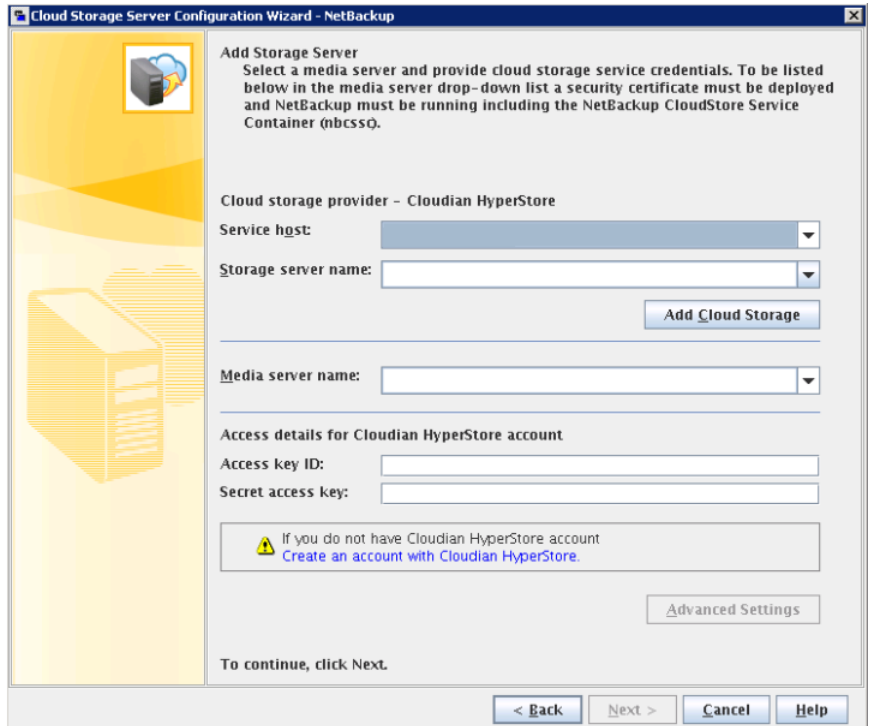 Cloud Storage Server Configuration Wizard - NetBackup
Add Storage Server
Select a media server and provide cloud storage service credentials. To be listed
below in the media server drop-down list a security certificate must be deployed
and NetBackup must be running including the NetBackup CloudStore Service
Container (nbcssc).
Cloud storage provider - Cloudian HyperStore
Service host:
Storage server name:
Add Cloud Storage
Media server name:
Access details for Cloudian HyperStore account
Access key ID:
Secret access key:
If you do not have Cloudian HyperStore account
Create an account with Cloudian HyperStore.
Advanced Settings
To continue, click Next.
< Back Next > Cancel Help